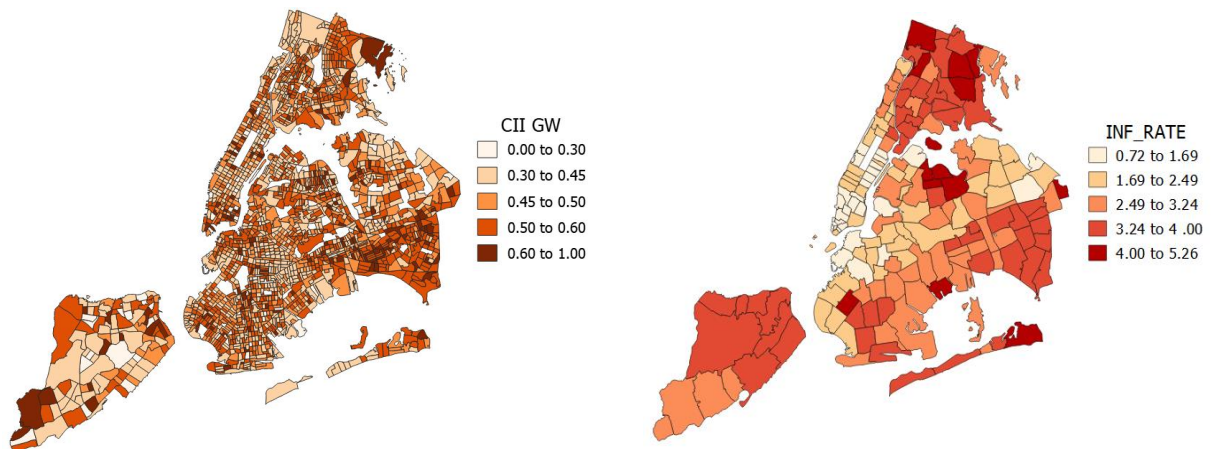 CII GW
0.00 to 0.30
0.30 to 0.45
0.45 to 0.50
0.50 to 0.60
0.60 to 1.00
INF_RATE
0.72 to 1.69
1.69 to 2.49
2.49 to 3.24
3.24 to 4 .00
4.00 to 5.26